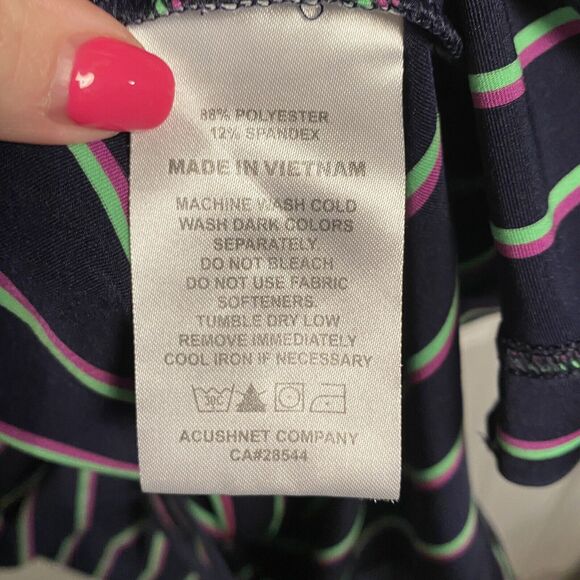 88% POLYESTER
12% SPANDEX
MADE IN VIETNAM
MACHINE WASH COLD
WASH DARK COLORS
SEPARATELY.
DO NOT BLEACH
DO NOT USE FABRIC
SOFTENERS.
TUMBLE DRY LOW
REMOVE IMMEDIATELY
COOL IRON IF NECESSARY
ACUSHNET COMPANY
CA#28544